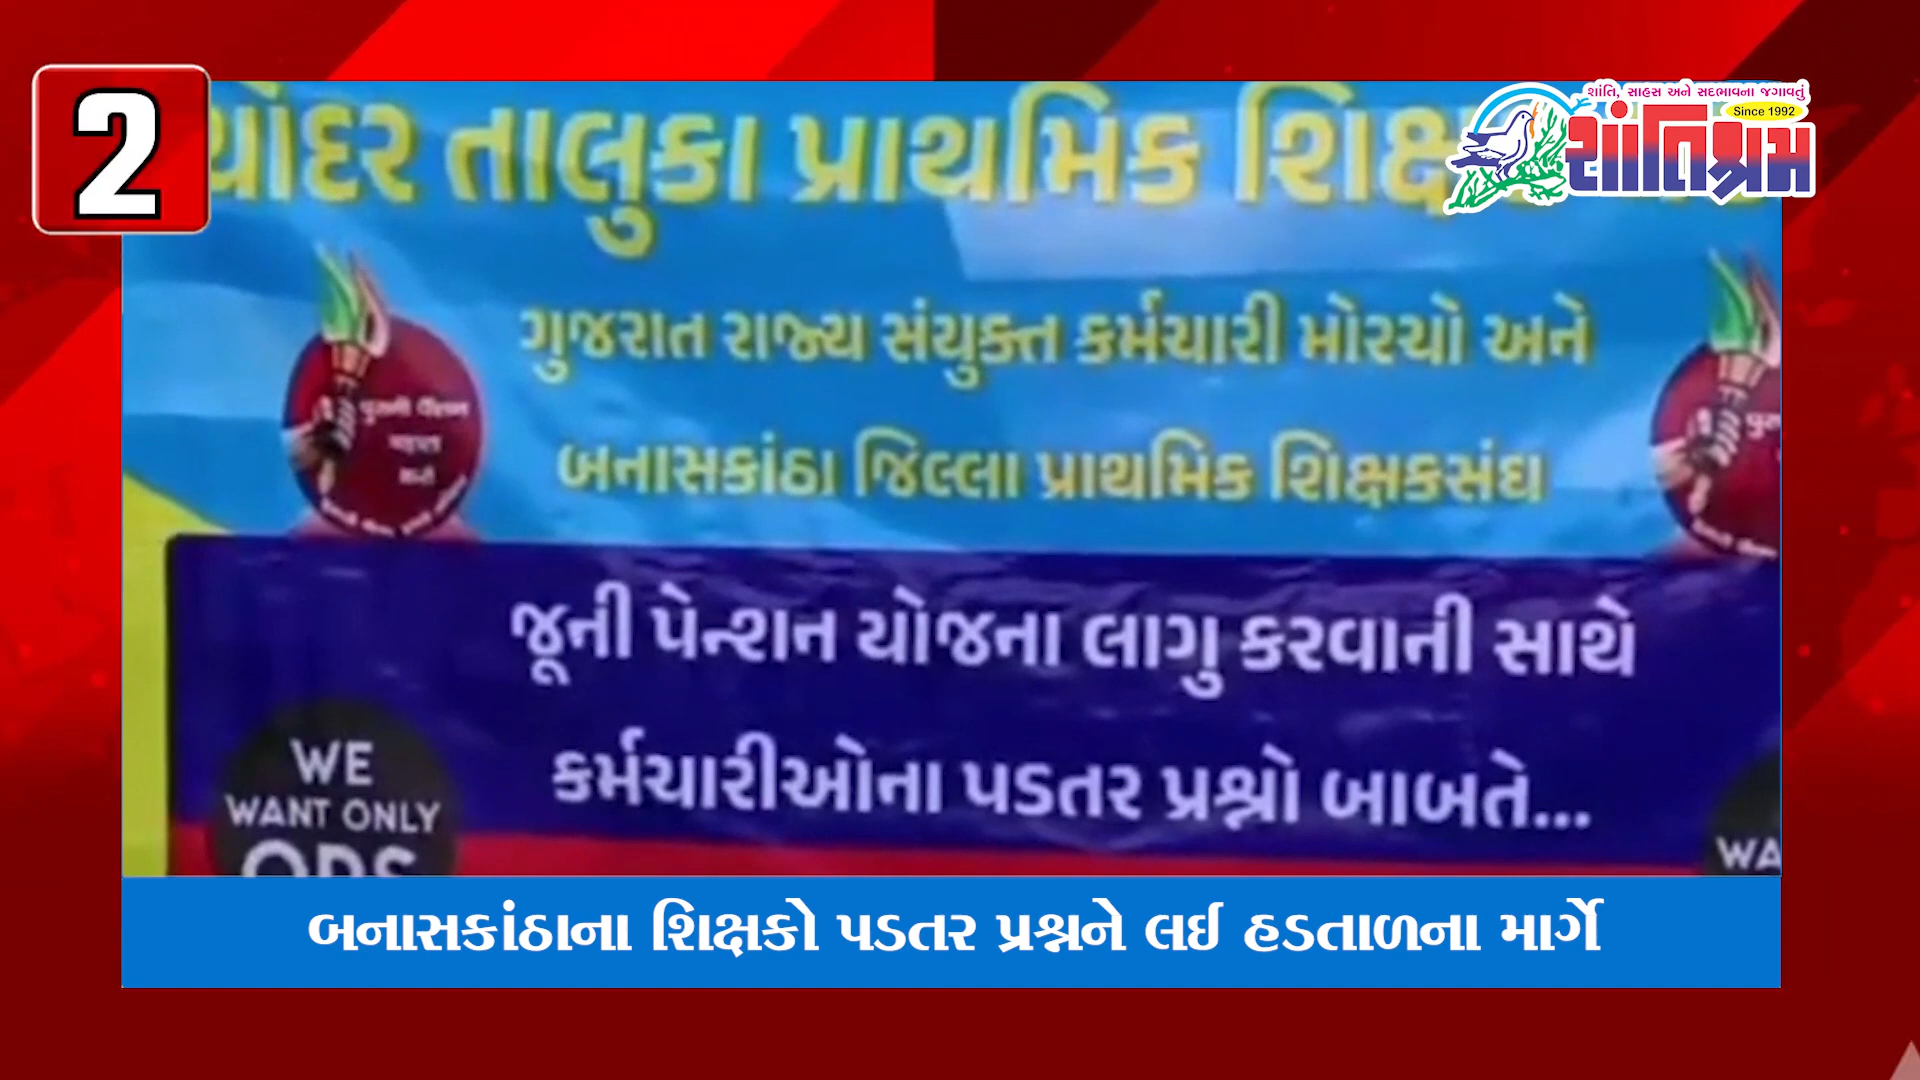 2
શાંતિ, સાહસ અને સદભાવના જગાવતું
Since 1992
શાંતિશ્રમ
તાલુકા પ્રાથમિક
ગુજરાત રાજ્ય સંયુક્ત કર્મચારી મોરચો અને
બનાસકાંઠા જિલ્લા પ્રાથમિક શિક્ષકસંઘ
જૂની પેન્શન યોજના લાગુ કરવાની સાથે
કર્મચારીઓના પડતર પ્રશ્નો બાબતે...
WE
WANT ONLY
OPS
WA
બનાસકાંઠાના શિક્ષકો પડતર પ્રશ્નને લઈ હડતાળના માર્ગે